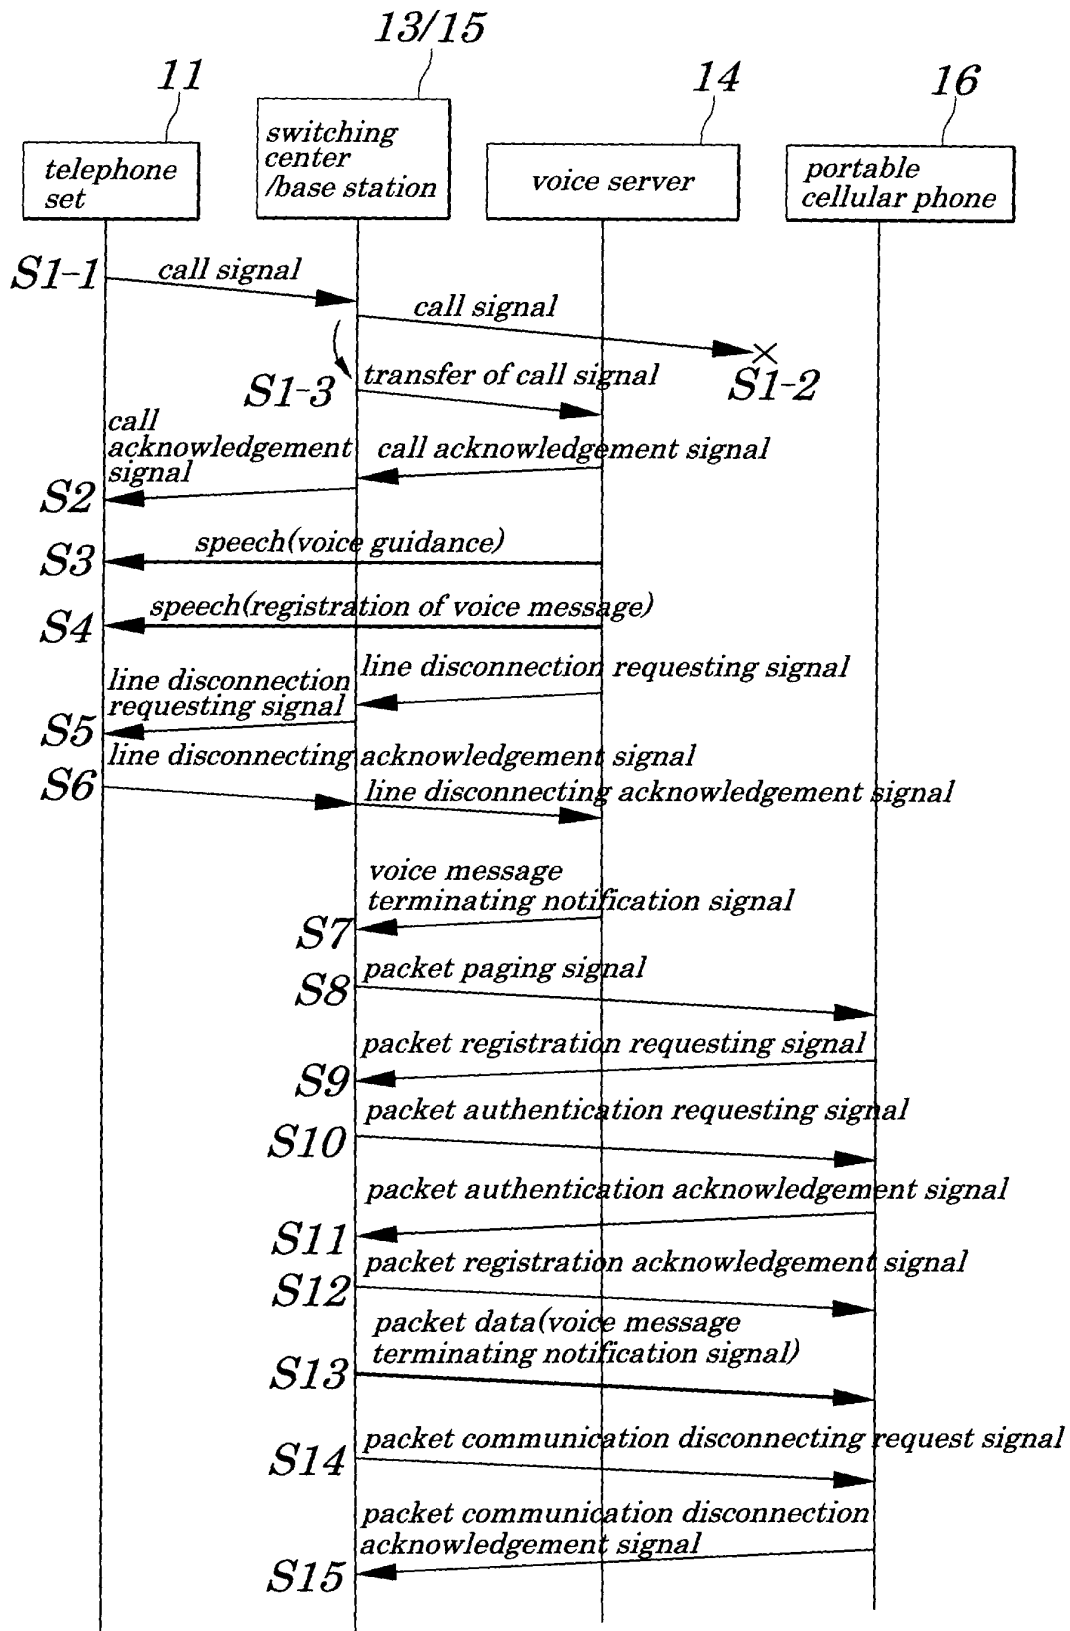 13/15
11
14
16
telephone
set
switching
center
/base station
voice server
portable
cellular phone
S1-1
call signal
call signal
S1-2
S1-3
transfer of call signal
call
acknowledgement
signal
call acknowledgement signal
S2
S3
speech(voice guidance)
S4
speech(registration of voice message)
line disconnection requesting signal
line disconnection
requesting signal
S5
line disconnecting acknowledgement signal
S6
line disconnecting acknowledgement signal
voice message
terminating notification signal
S7
packet paging signal
S8
packet registration requesting signal
S9
packet authentication requesting signal
S10
packet authentication acknowledgement signal
S11
packet registration acknowledgement signal
S12
packet data(voice message
terminating notification signal)
S13
packet communication disconnecting request signal
S14
packet communication disconnection
acknowledgement signal
S15